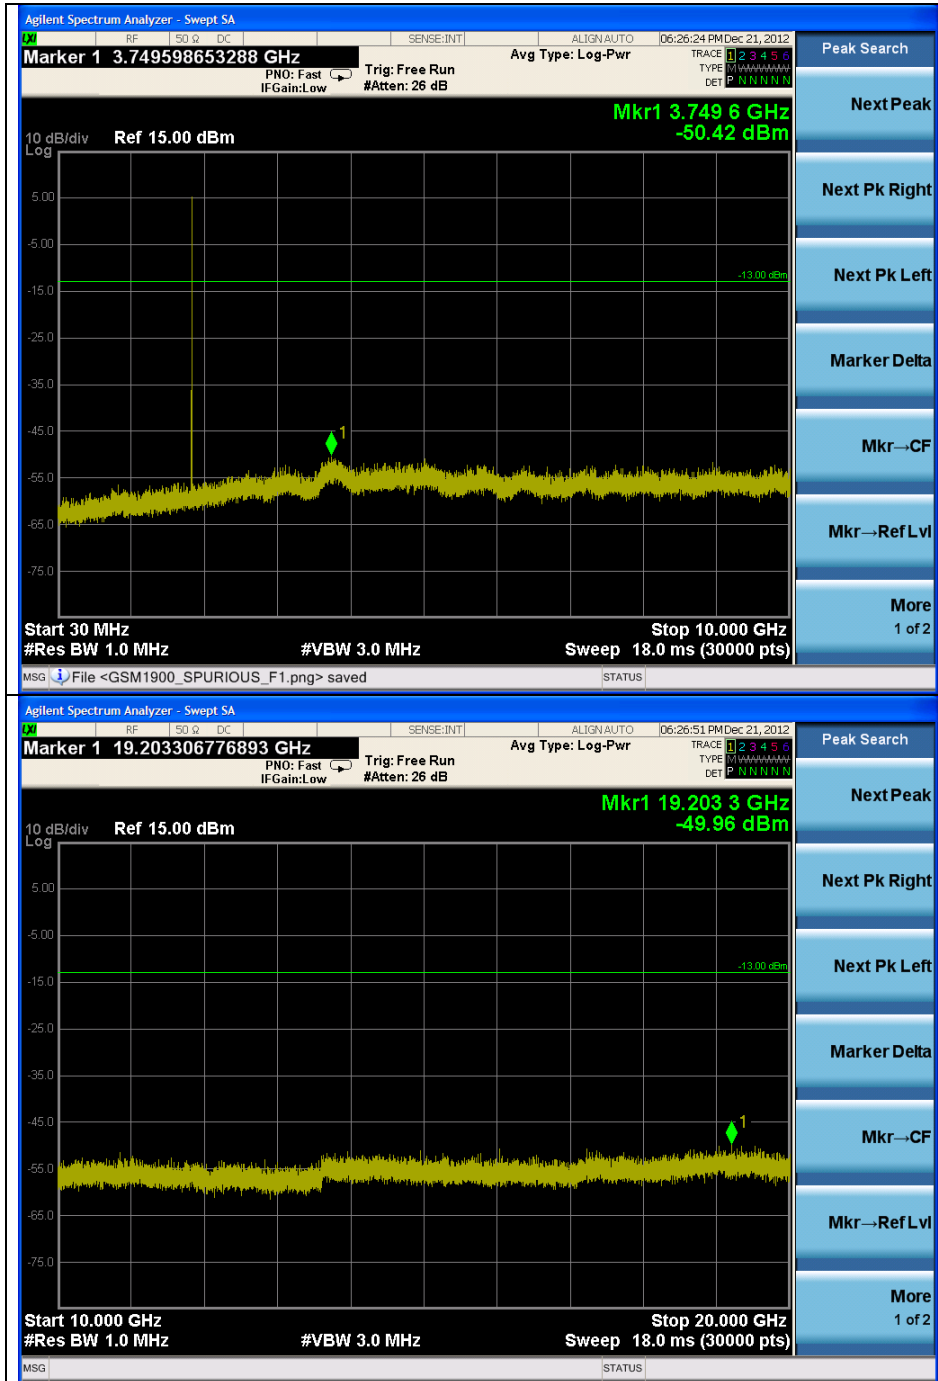 Agilent Spectrum Analyzer - Swept SA
LXI RF 50 Ω DC SENSE:INT ALIGN AUTO 06:26:24 PM Dec 21, 2012
Marker 1 3.749598653288 GHz
PNO: Fast
IFGain:Low
Trig: Free Run
#Atten: 26 dB
Avg Type: Log-Pwr
TRACE 1 2 3 4 5 6
TYPE M WWWWW
DET P N N N N N
Peak Search
Mkr1 3.749 6 GHz
-50.42 dBm
10 dB/div Ref 15.00 dBm
Log
5.00
-5.00
-13.00 dBm
-15.0
-25.0
-35.0
-45.0
1
-55.0
-65.0
-75.0
Start 30 MHz Stop 10.000 GHz
#Res BW 1.0 MHz #VBW 3.0 MHz Sweep 18.0 ms (30000 pts)
MSG File <GSM1900_SPURIOUS_F1.png> saved STATUS
Next Peak
Next Pk Right
Next Pk Left
Marker Delta
Mkr→CF
Mkr→Ref Lvl
More
1 of 2
Agilent Spectrum Analyzer - Swept SA
LXI RF 50 Ω DC SENSE:INT ALIGN AUTO 06:26:51 PM Dec 21, 2012
Marker 1 19.203306776893 GHz
PNO: Fast
IFGain:Low
Trig: Free Run
#Atten: 26 dB
Avg Type: Log-Pwr
TRACE 1 2 3 4 5 6
TYPE M WWWWW
DET P N N N N N
Peak Search
Mkr1 19.203 3 GHz
-49.96 dBm
10 dB/div Ref 15.00 dBm
Log
5.00
-5.00
-13.00 dBm
-15.0
-25.0
-35.0
-45.0
1
-55.0
-65.0
-75.0
Start 10.000 GHz Stop 20.000 GHz
#Res BW 1.0 MHz #VBW 3.0 MHz Sweep 18.0 ms (30000 pts)
MSG STATUS
Next Peak
Next Pk Right
Next Pk Left
Marker Delta
Mkr→CF
Mkr→Ref Lvl
More
1 of 2